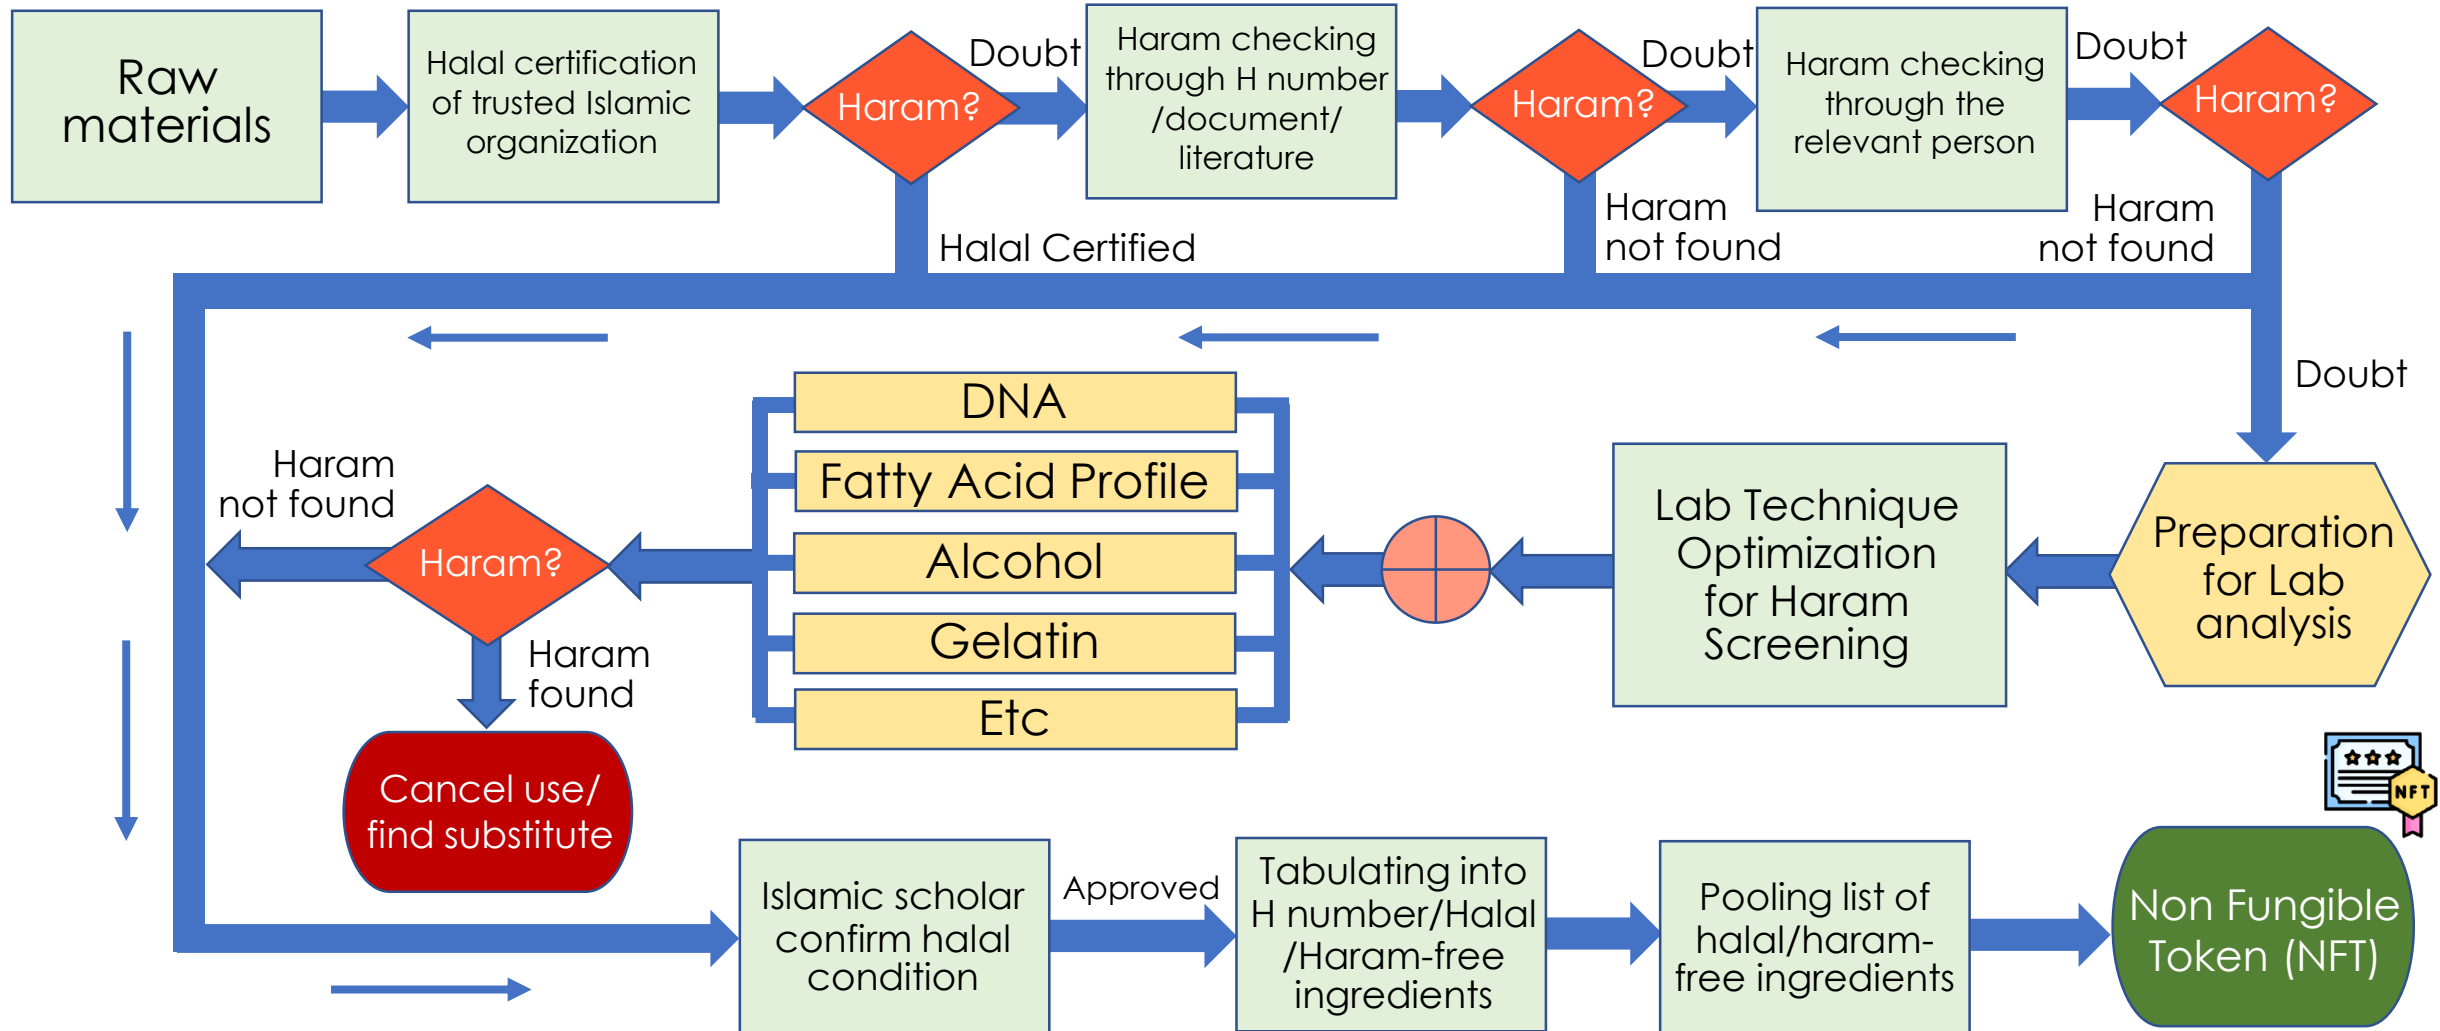 Raw
materials
Halal certification
of trusted Islamic
organization
Haram?
Doubt
Haram checking
through H number
/document/
literature
Haram?
Doubt
Haram checking
through the
relevant person
Doubt
Haram?
Halal Certified
Haram
not found
Haram
not found
Doubt
Preparation
for Lab
analysis
Lab Technique
Optimization
for Haram
Screening
DNA
Fatty Acid Profile
Alcohol
Gelatin
Etc
Haram?
Haram
not found
Haram
found
Cancel use/
find substitute
Islamic scholar
confirm halal
condition
Approved
Tabulating into
H number/Halal
/Haram-free
ingredients
Pooling list of
halal/haram-
free ingredients
NFT
Non Fungible
Token (NFT)